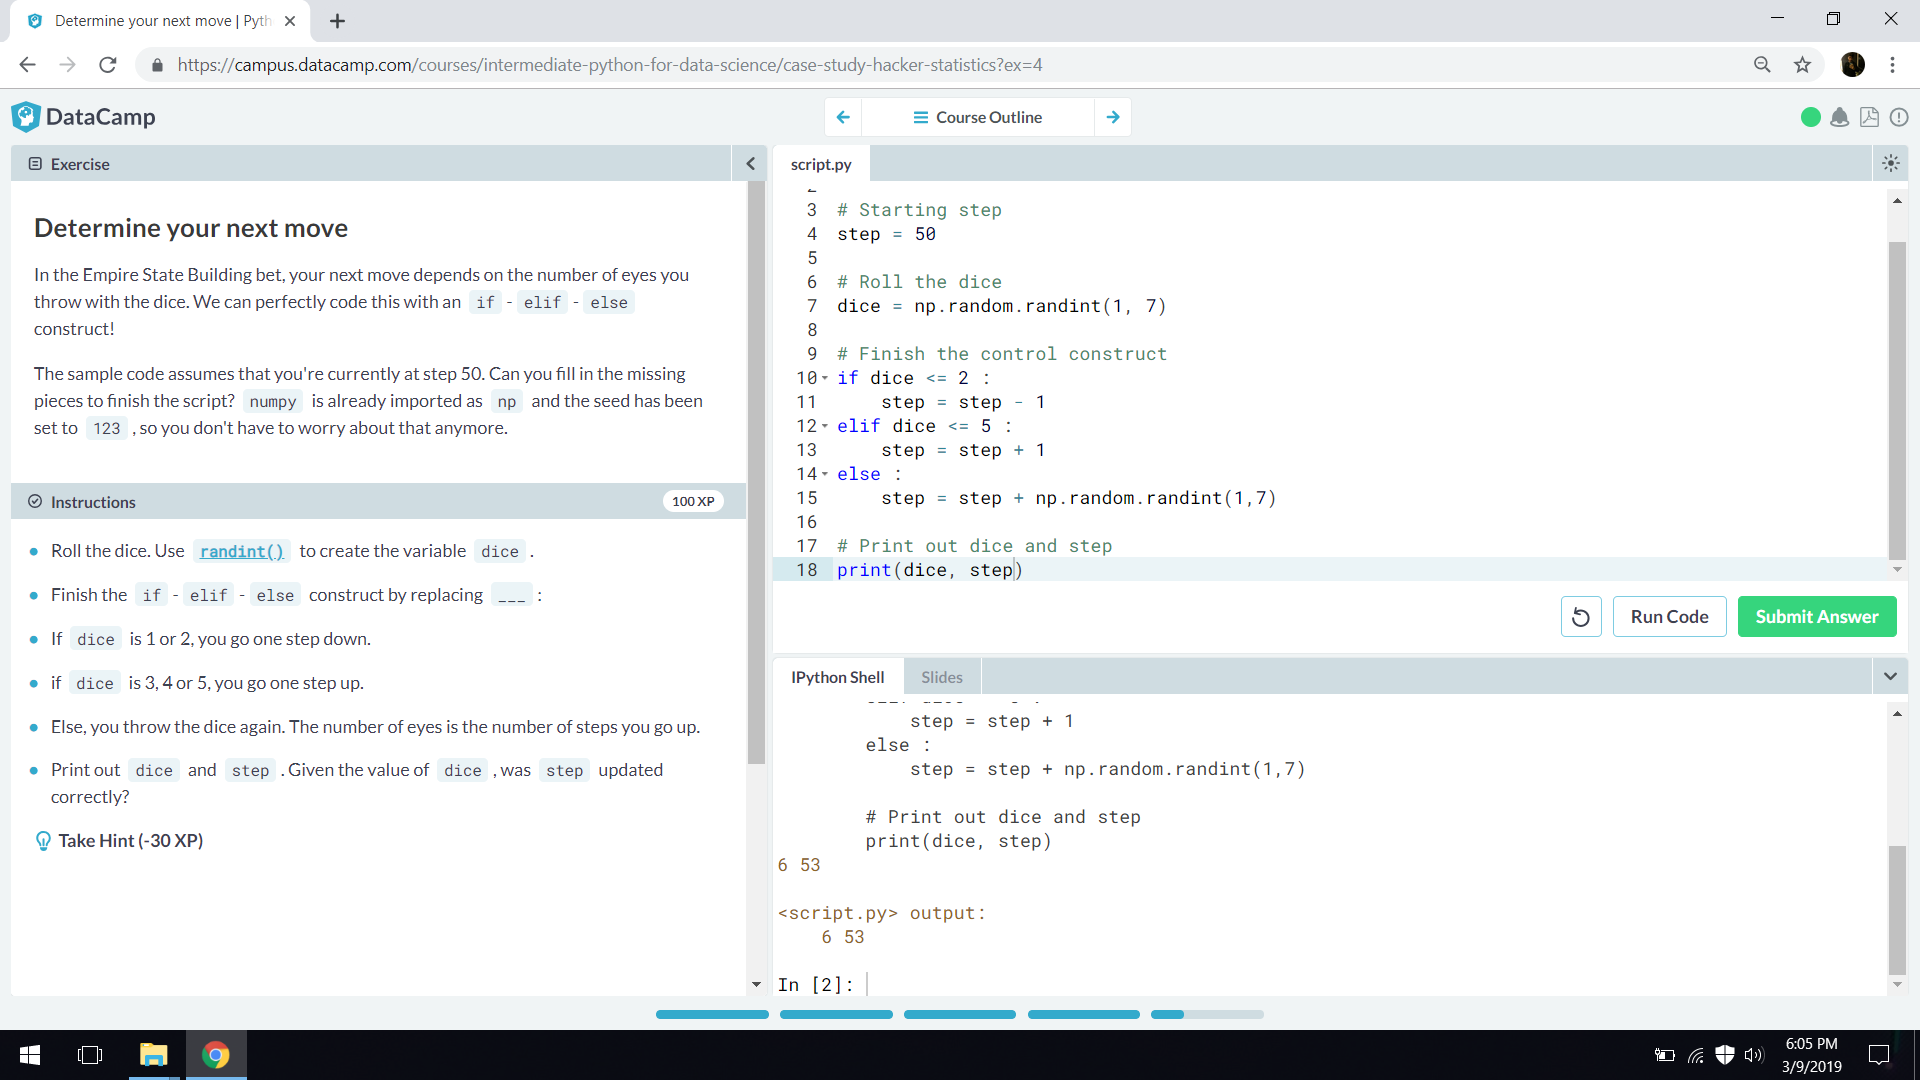 Determine your next move | Pyth
https://campus.datacamp.com/courses/intermediate-python-for-data-science/case-study-hacker-statistics?ex=4
DataCamp
Course Outline
Exercise
Determine your next move
In the Empire State Building bet, your next move depends on the number of eyes you
throw with the dice. We can perfectly code this with an if - elif - else
construct!
The sample code assumes that you're currently at step 50. Can you fill in the missing
pieces to finish the script? numpy is already imported as np and the seed has been
set to 123 , so you don't have to worry about that anymore.
Instructions
100 XP
Roll the dice. Use randint() to create the variable dice .
Finish the if - elif - else construct by replacing ___ :
If dice is 1 or 2, you go one step down.
if dice is 3, 4 or 5, you go one step up.
Else, you throw the dice again. The number of eyes is the number of steps you go up.
Print out dice and step . Given the value of dice , was step updated
correctly?
Take Hint (-30 XP)
script.py
3 # Starting step
4 step = 50
5
6 # Roll the dice
7 dice = np.random.randint(1, 7)
8
9 # Finish the control construct
10 if dice <= 2 :
11     step = step - 1
12 elif dice <= 5 :
13     step = step + 1
14 else :
15     step = step + np.random.randint(1,7)
16
17 # Print out dice and step
18 print(dice, step)
Run Code
Submit Answer
IPython Shell
Slides
step = step + 1
else :
step = step + np.random.randint(1,7)
# Print out dice and step
print(dice, step)
6 53
<script.py> output:
6 53
In [2]:
6:05 PM
3/9/2019